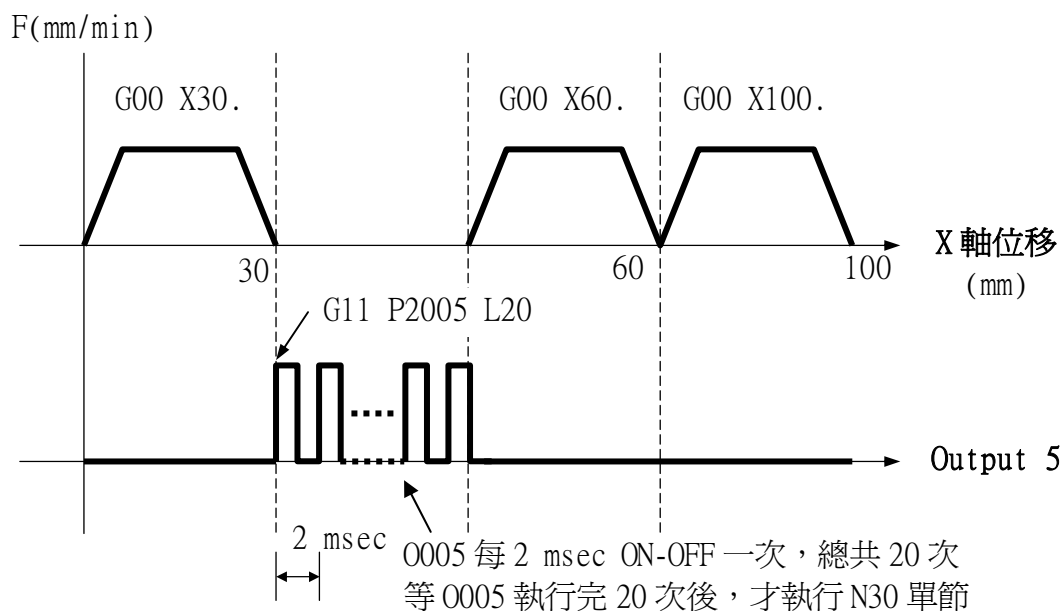 F(mm/min)
G00 X30.
G00 X60.
G00 X100.
30
60
100
X 軸位移
(mm)
G11 P2005 L20
Output 5
2 msec
O005 每 2 msec ON-OFF 一次，總共 20 次
等 O005 執行完 20 次後，才執行 N30 單節